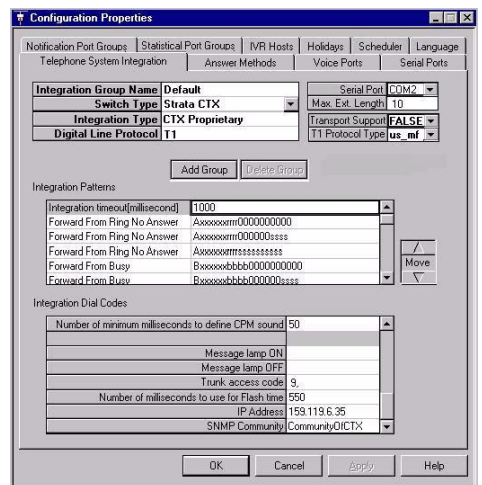 Configuration Properties
Notification Port Groups Statistical Port Groups IVR Hosts Holidays Scheduler Language
Telephone System Integration Answer Methods Voice Ports Serial Ports
Integration Group Name Default Serial Port COM2
Switch Type Strata CTX Max. Ext. Length 10
Integration Type CTX Proprietary Transport Support FALSE
Digital Line Protocol T1 T1 Protocol Type us_mf
Add Group Delete Group
Integration Patterns
Integration timeout[millisecond] 1000
Forward From Ring No Answer Axxxxxxrrrr0000000000
Forward From Ring No Answer Axxxxxxrrrr000000ssss
Forward From Ring No Answer Axxxxxxrrrrssssssssss
Forward From Busy Bxxxxxxbbbb0000000000
Forward From Busy Bxxxxxxbbbb000000ssss
Move
Integration Dial Codes
Number of minimum milliseconds to define CPM sound 50
Message lamp ON
Message lamp OFF
Trunk access code 9,
Number of milliseconds to use for Flash time 550
IP Address 159.119.6.35
SNMP Community CommunityOfCTX
OK Cancel Apply Help